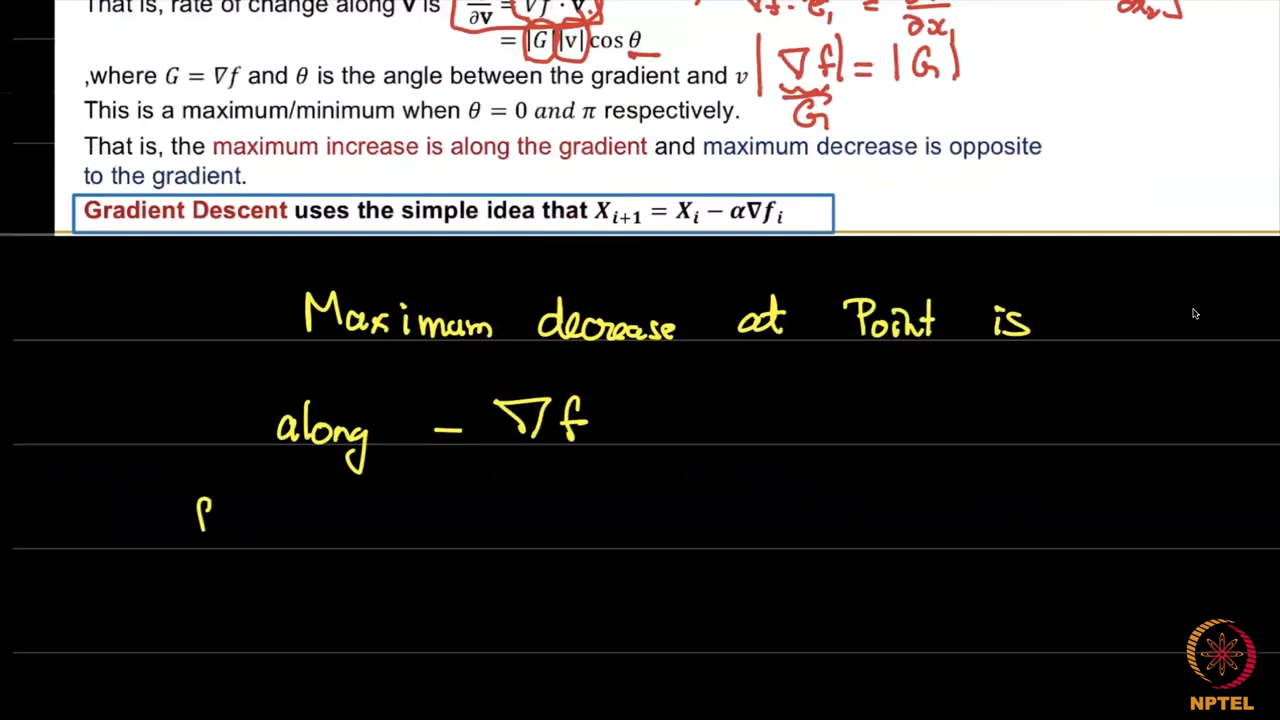 That is, rate of change along v is ∂v = ∇f · v
= |G||v| cos θ
,where G = ∇f and θ is the angle between the gradient and v
|∇f| = |G|
G
This is a maximum/minimum when θ = 0 and π respectively.
That is, the maximum increase is along the gradient and maximum decrease is opposite
to the gradient.
Gradient Descent uses the simple idea that X_{i+1} = X_i − α∇f_i
Maximum decrease at Point is
along − ∇f
NPTEL